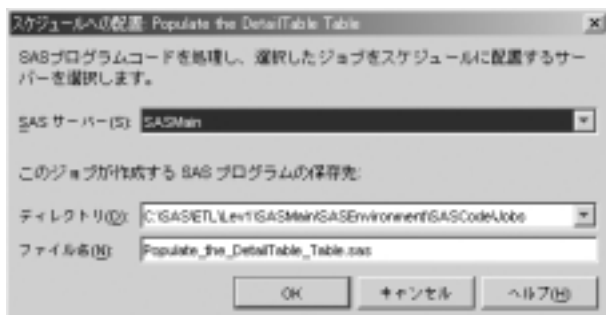 スケジュールへの配置: Populate the DetailTable Table
SASプログラムコードを処理し、選択したジョブをスケジュールに配置するサー
バーを選択します。
SAS サーバー(S): SASMain
このジョブが作成する SAS プログラムの保存先:
ディレクトリ(D): C:\SAS\ETL\Lev1\SASMain\SASEnvironment\SASCode\Jobs
ファイル名(N): Populate_the_DetailTable_Table.sas
OK キャンセル ヘルプ(H)